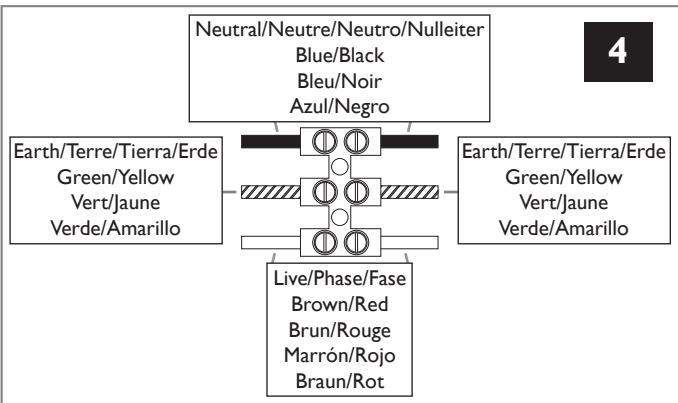 Neutral/Neutre/Neutro/Nulleiter
Blue/Black
Bleu/Noir
Azul/Negro
4
Earth/Terre/Tierra/Erde
Green/Yellow
Vert/Jaune
Verde/Amarillo
Earth/Terre/Tierra/Erde
Green/Yellow
Vert/Jaune
Verde/Amarillo
Live/Phase/Fase
Brown/Red
Brun/Rouge
Marrón/Rojo
Braun/Rot